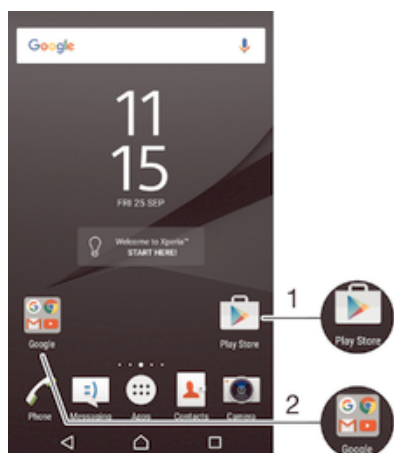 Google
11
15
FRI 25 SEP
Welcome to Xperia™
START HERE!
Google
Play Store
1
Play Store
Phone
Messaging
Apps
Contacts
Camera
2
Google